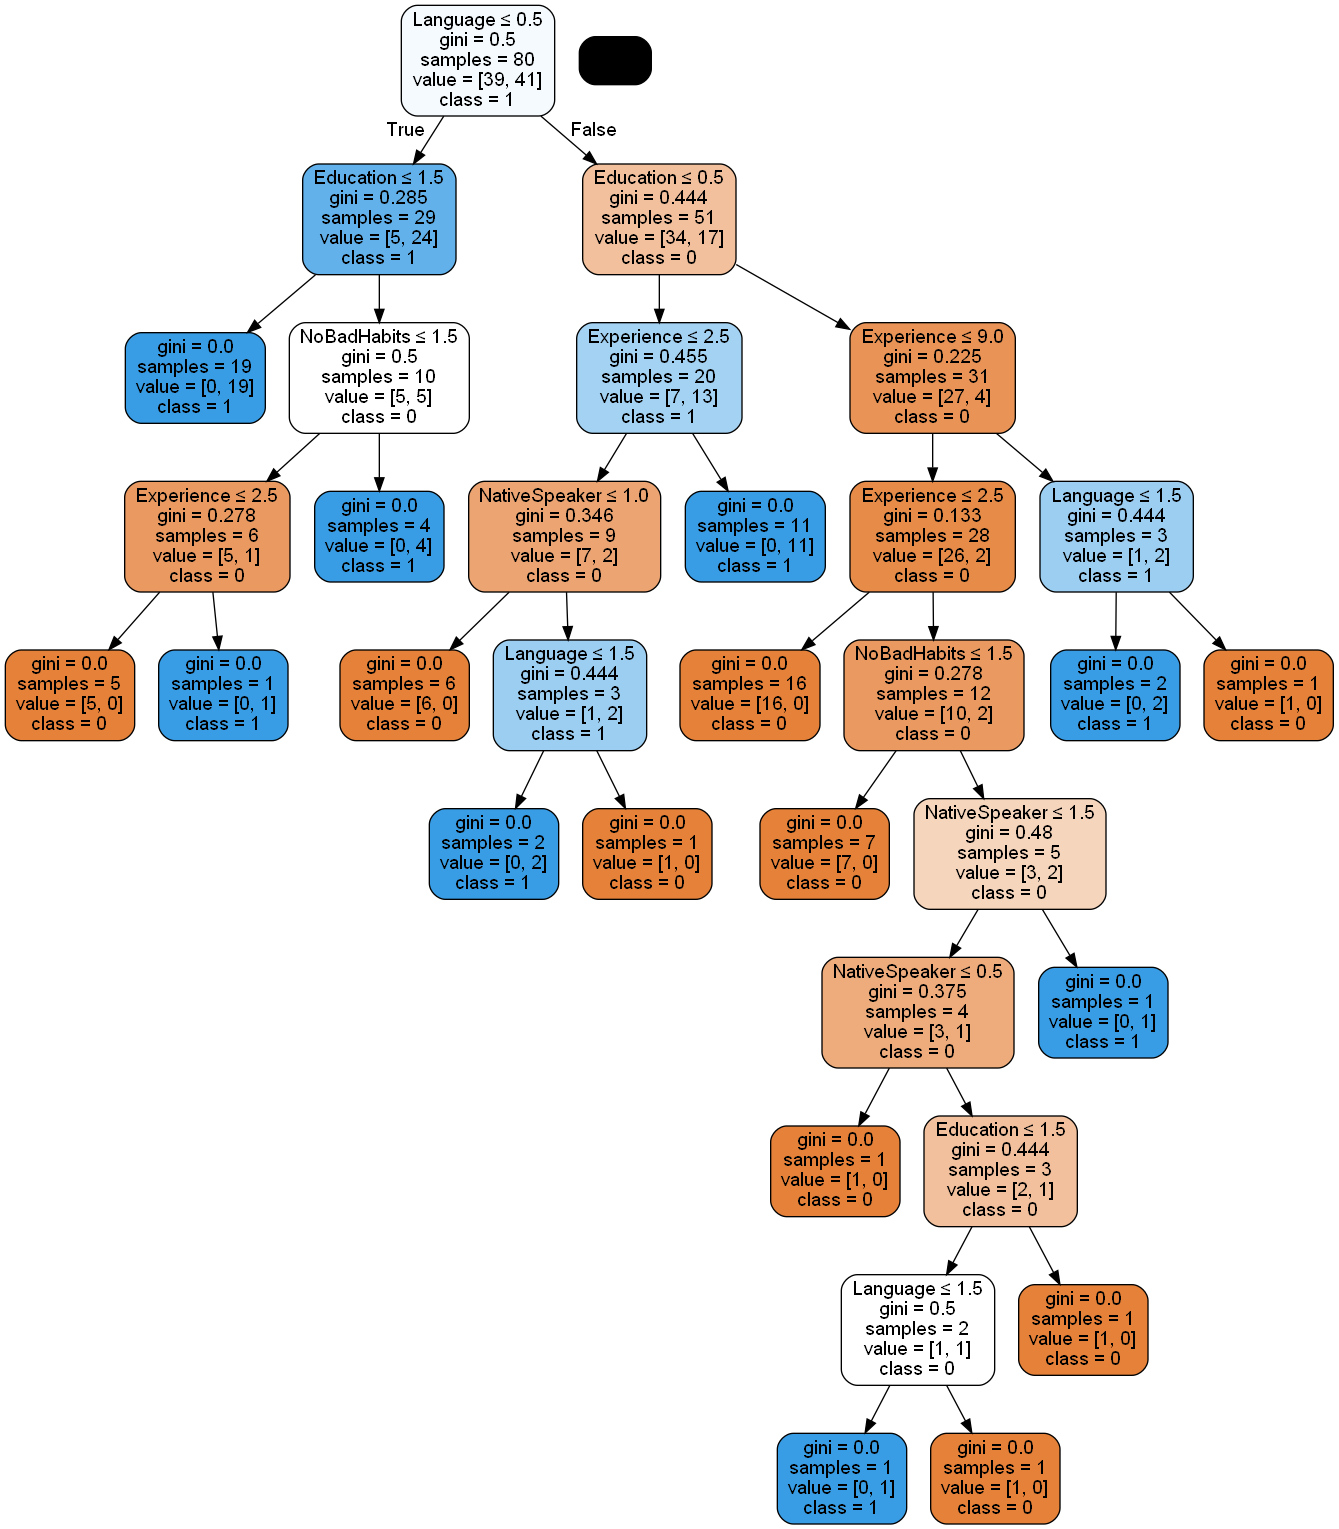 Language ≤ 0.5
gini = 0.5
samples = 80
value = [39, 41]
class = 1
True
False
Education ≤ 1.5
gini = 0.285
samples = 29
value = [5, 24]
class = 1
Education ≤ 0.5
gini = 0.444
samples = 51
value = [34, 17]
class = 0
gini = 0.0
samples = 19
value = [0, 19]
class = 1
NoBadHabits ≤ 1.5
gini = 0.5
samples = 10
value = [5, 5]
class = 0
Experience ≤ 2.5
gini = 0.455
samples = 20
value = [7, 13]
class = 1
Experience ≤ 9.0
gini = 0.225
samples = 31
value = [27, 4]
class = 0
Experience ≤ 2.5
gini = 0.278
samples = 6
value = [5, 1]
class = 0
gini = 0.0
samples = 4
value = [0, 4]
class = 1
NativeSpeaker ≤ 1.0
gini = 0.346
samples = 9
value = [7, 2]
class = 0
gini = 0.0
samples = 11
value = [0, 11]
class = 1
Experience ≤ 2.5
gini = 0.133
samples = 28
value = [26, 2]
class = 0
Language ≤ 1.5
gini = 0.444
samples = 3
value = [1, 2]
class = 1
gini = 0.0
samples = 5
value = [5, 0]
class = 0
gini = 0.0
samples = 1
value = [0, 1]
class = 1
gini = 0.0
samples = 6
value = [6, 0]
class = 0
Language ≤ 1.5
gini = 0.444
samples = 3
value = [1, 2]
class = 1
gini = 0.0
samples = 16
value = [16, 0]
class = 0
NoBadHabits ≤ 1.5
gini = 0.278
samples = 12
value = [10, 2]
class = 0
gini = 0.0
samples = 2
value = [0, 2]
class = 1
gini = 0.0
samples = 1
value = [1, 0]
class = 0
gini = 0.0
samples = 2
value = [0, 2]
class = 1
gini = 0.0
samples = 1
value = [1, 0]
class = 0
gini = 0.0
samples = 7
value = [7, 0]
class = 0
NativeSpeaker ≤ 1.5
gini = 0.48
samples = 5
value = [3, 2]
class = 0
NativeSpeaker ≤ 0.5
gini = 0.375
samples = 4
value = [3, 1]
class = 0
gini = 0.0
samples = 1
value = [0, 1]
class = 1
gini = 0.0
samples = 1
value = [1, 0]
class = 0
Education ≤ 1.5
gini = 0.444
samples = 3
value = [2, 1]
class = 0
Language ≤ 1.5
gini = 0.5
samples = 2
value = [1, 1]
class = 0
gini = 0.0
samples = 1
value = [1, 0]
class = 0
gini = 0.0
samples = 1
value = [0, 1]
class = 1
gini = 0.0
samples = 1
value = [1, 0]
class = 0